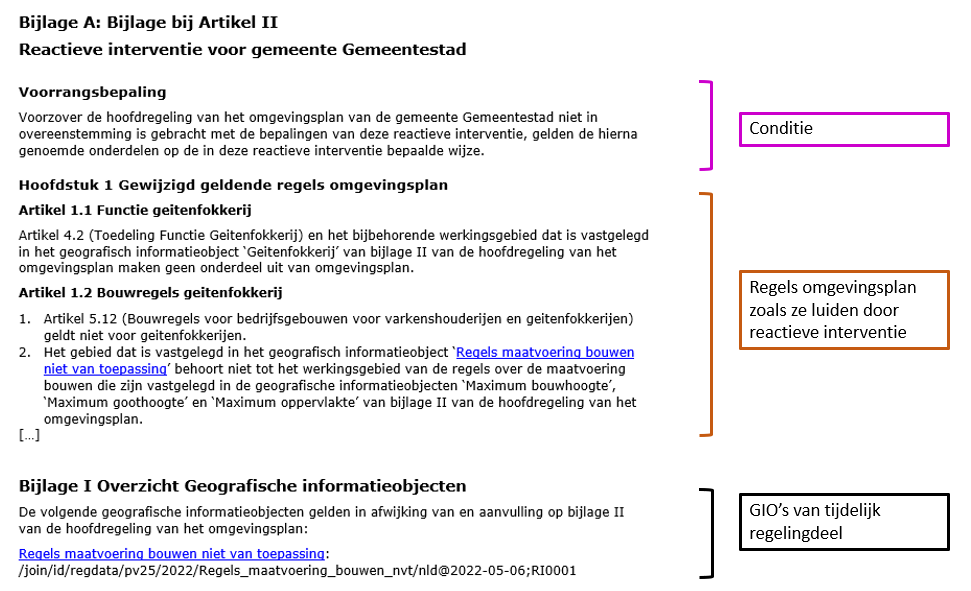 Bijlage A: Bijlage bij Artikel II
Reactieve interventie voor gemeente Gemeentestad
Voorrangsbepaling
Voorzover de hoofdregeling van het omgevingsplan van de gemeente Gemeentestad niet in
overeenstemming is gebracht met de bepalingen van deze reactieve interventie, gelden de hierna
genoemde onderdelen op de in deze reactieve interventie bepaalde wijze.
Conditie
Hoofdstuk 1 Gewijzigd geldende regels omgevingsplan
Artikel 1.1 Functie geitenfokkerij
Artikel 4.2 (Toedeling Functie Geitenfokkerij) en het bijbehorende werkingsgebied dat is vastgelegd
in het geografisch informatieobject ‘Geitenfokkerij’ van bijlage II van de hoofdregeling van het
omgevingsplan maken geen onderdeel uit van omgevingsplan.
Artikel 1.2 Bouwregels geitenfokkerij
1. Artikel 5.12 (Bouwregels voor bedrijfsgebouwen voor varkenshouderijen en geitenfokkerijen)
geldt niet voor geitenfokkerijen.
2. Het gebied dat is vastgelegd in het geografisch informatieobject ‘Regels maatvoering bouwen
niet van toepassing’ behoort niet tot het werkingsgebied van de regels over de maatvoering
bouwen die zijn vastgelegd in de geografische informatieobjecten ‘Maximum bouwhoogte’,
‘Maximum goothoogte’ en ‘Maximum oppervlakte’ van bijlage II van de hoofdregeling van het
omgevingsplan.
[…]
Regels omgevingsplan
zoals ze luiden door
reactieve interventie
Bijlage I Overzicht Geografische informatieobjecten
De volgende geografische informatieobjecten gelden in afwijking van en aanvulling op bijlage II
van de hoofdregeling van het omgevingsplan:
Regels maatvoering bouwen niet van toepassing:
/join/id/regdata/pv25/2022/Regels_maatvoering_bouwen_nvt/nld@2022-05-06;RI0001
GIO’s van tijdelijk
regelingdeel